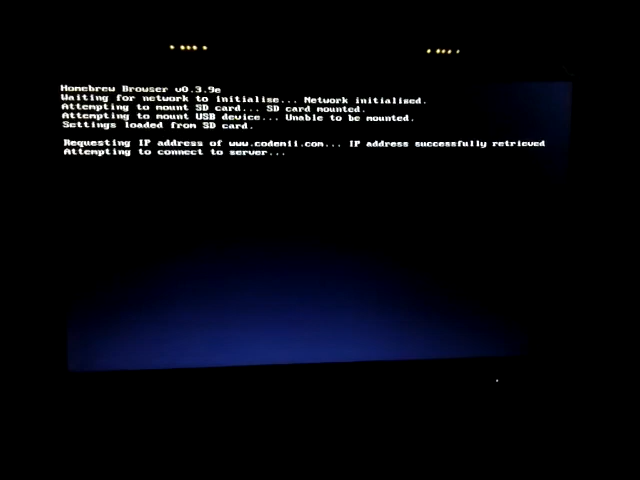 Homebrew Browser v0.3.9e
Waiting for network to initialise... Network initialised.
Attempting to mount SD card... SD card mounted.
Attempting to mount USB device... Unable to be mounted.
Settings loaded from SD card.
Requesting IP address of www.codemii.com... IP address successfully retrieved
Attempting to connect to server...